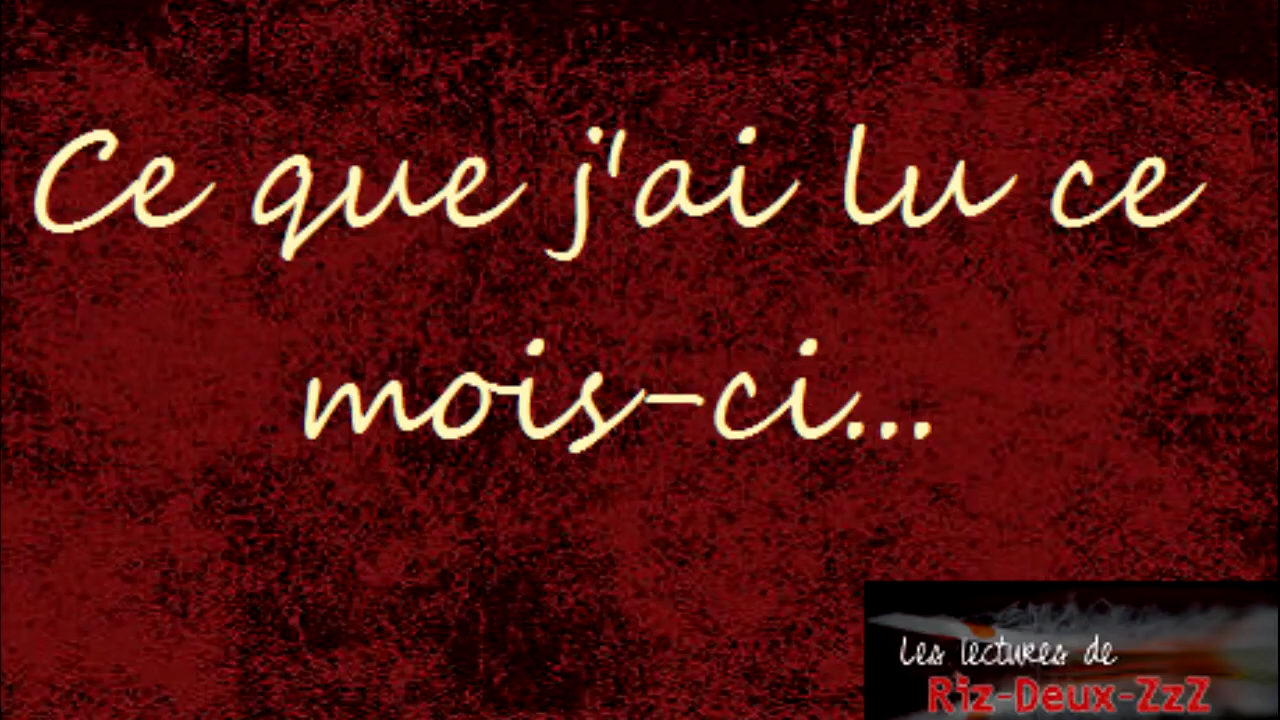 Ce que j'ai lu ce
mois-ci...
Les lectures de
Riz-Deux-ZzZ